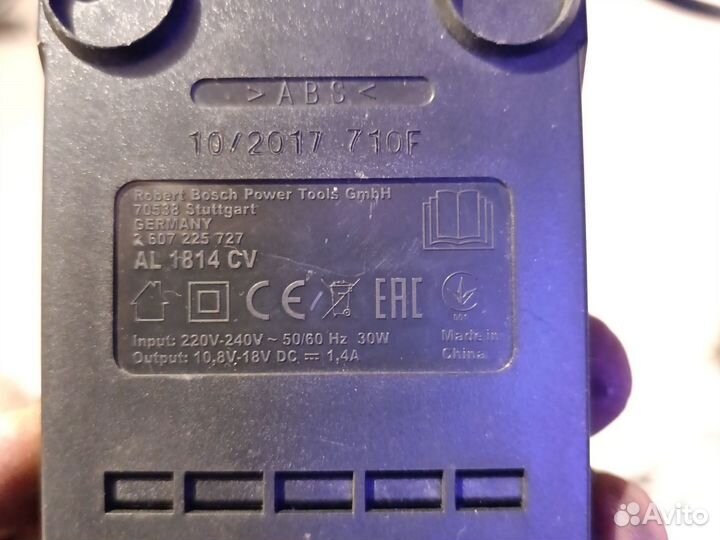 >ABS<
10/2017 710F
Robert Bosch Power Tools GmbH
70538 Stuttgart
GERMANY
2 607 225 727
AL 1814 CV
CE EAC
001
Input: 220V-240V ~ 50/60 Hz 30W
Output: 10,8V-18V DC ⎓ 1,4A
Made in
China
Avito